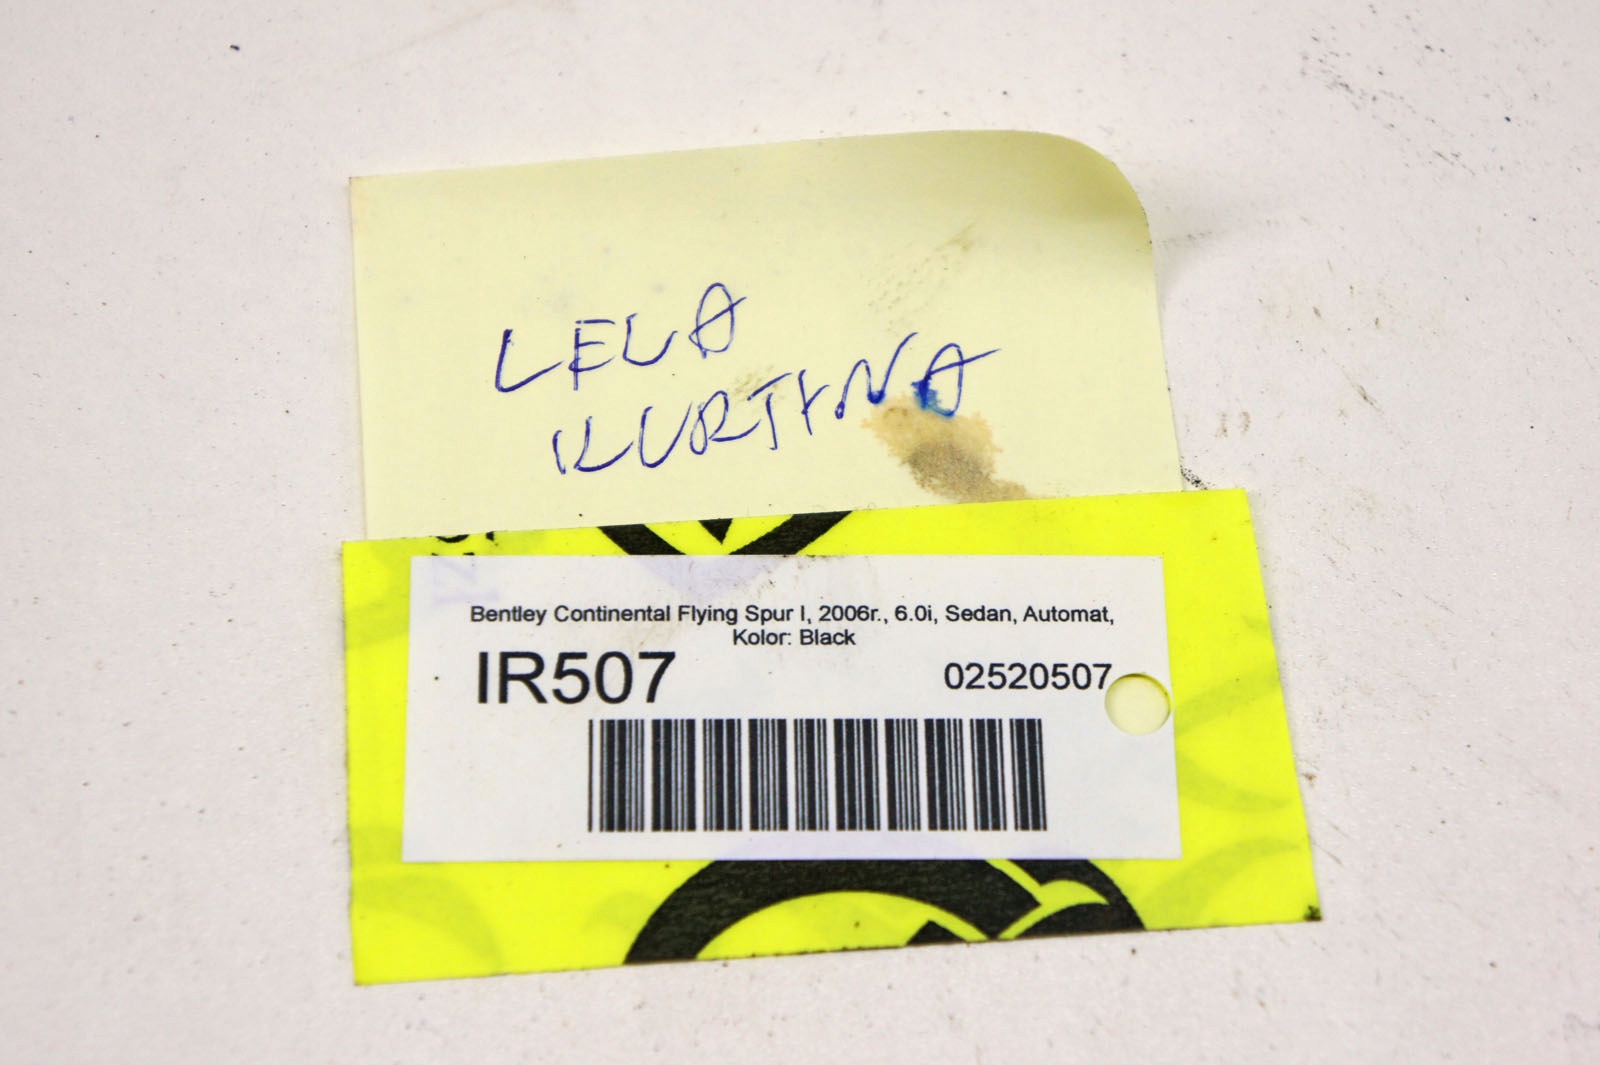 LEWA
KURTYNA
Bentley Continental Flying Spur I, 2006r., 6.0i, Sedan, Automat,
Kolor: Black
IR507
02520507